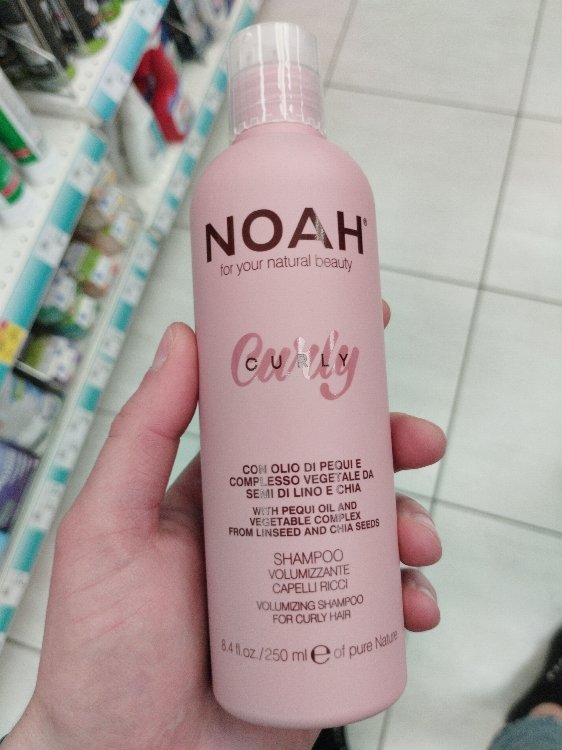 NOAH®
for your natural beauty
Curly
CURLY
CON OLIO DI PEQUI E
COMPLESSO VEGETALE DA
SEMI DI LINO E CHIA
WITH PEQUI OIL AND
VEGETABLE COMPLEX
FROM LINSEED AND CHIA SEEDS
SHAMPOO
VOLUMIZZANTE
CAPELLI RICCI
VOLUMIZING SHAMPOO
FOR CURLY HAIR
8.4 fl.oz./250 ml ℮ of pure Nature